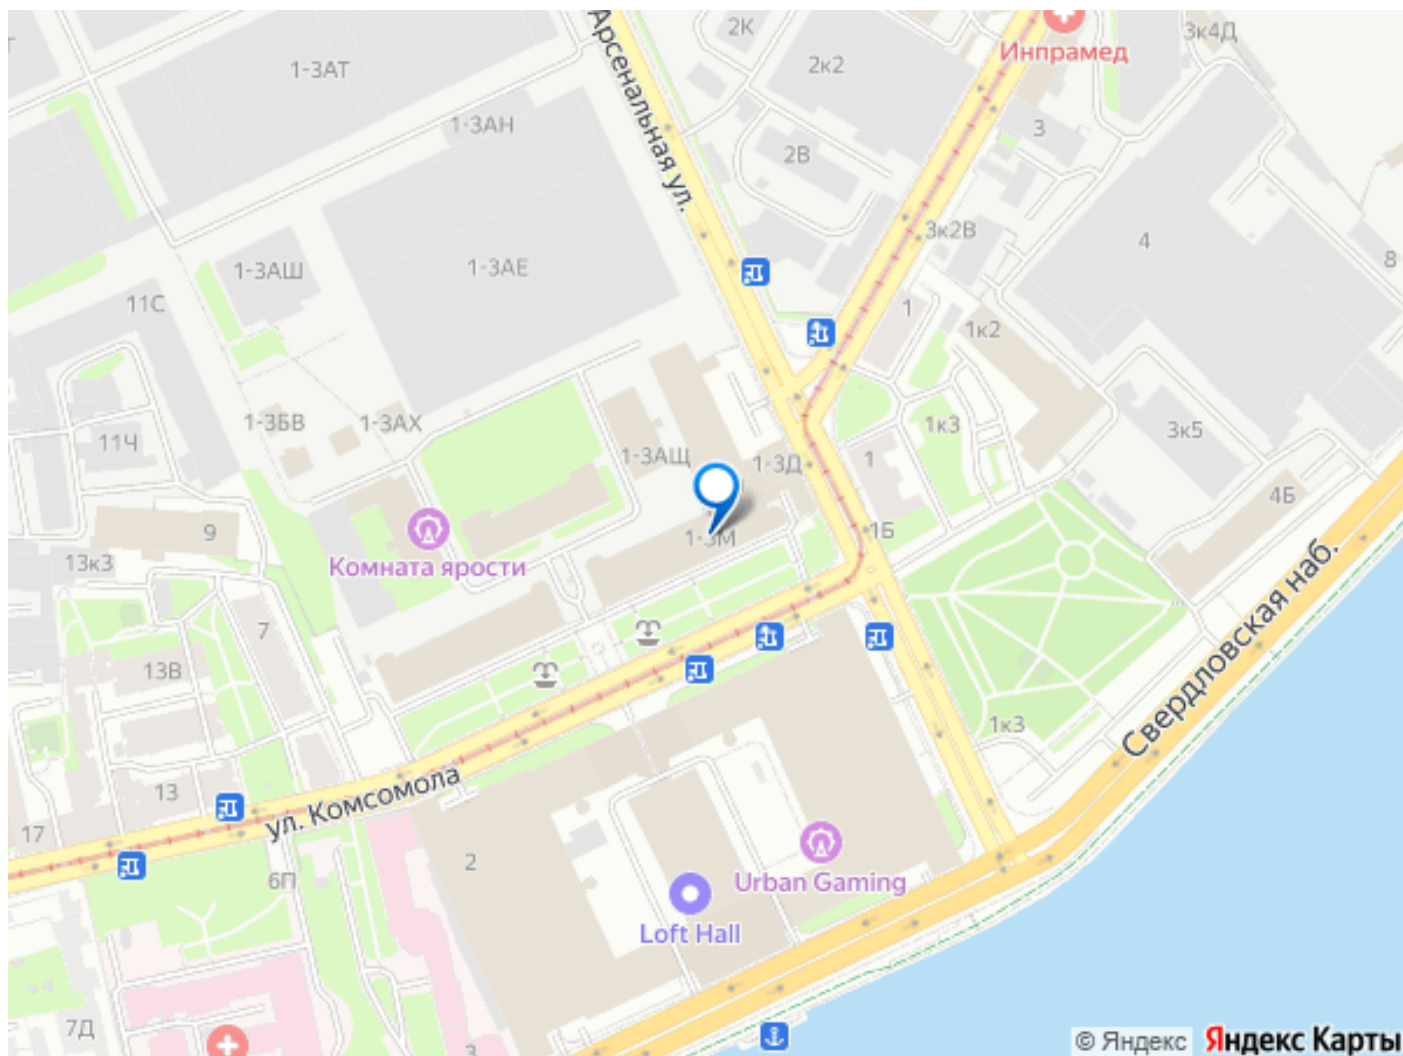 2К
3к4Д
Инпрамед
1-3АТ
2к2
Арсенальная ул.
1-3АН
3
2В
3к2В
4
8
1-3АШ
1-3АЕ
11С
1
1к2
1-3БВ
1-3АХ
11Ч
1к3
3к5
1-3АЩ
1-3Д
1
4Б
9
1-3М
1Б
13к3
Комната ярости
Свердловская наб.
7
13В
1к3
13
ул. Комсомола
17
2
6П
Urban Gaming
Loft Hall
7Д
3
© Яндекс Яндекс Карты